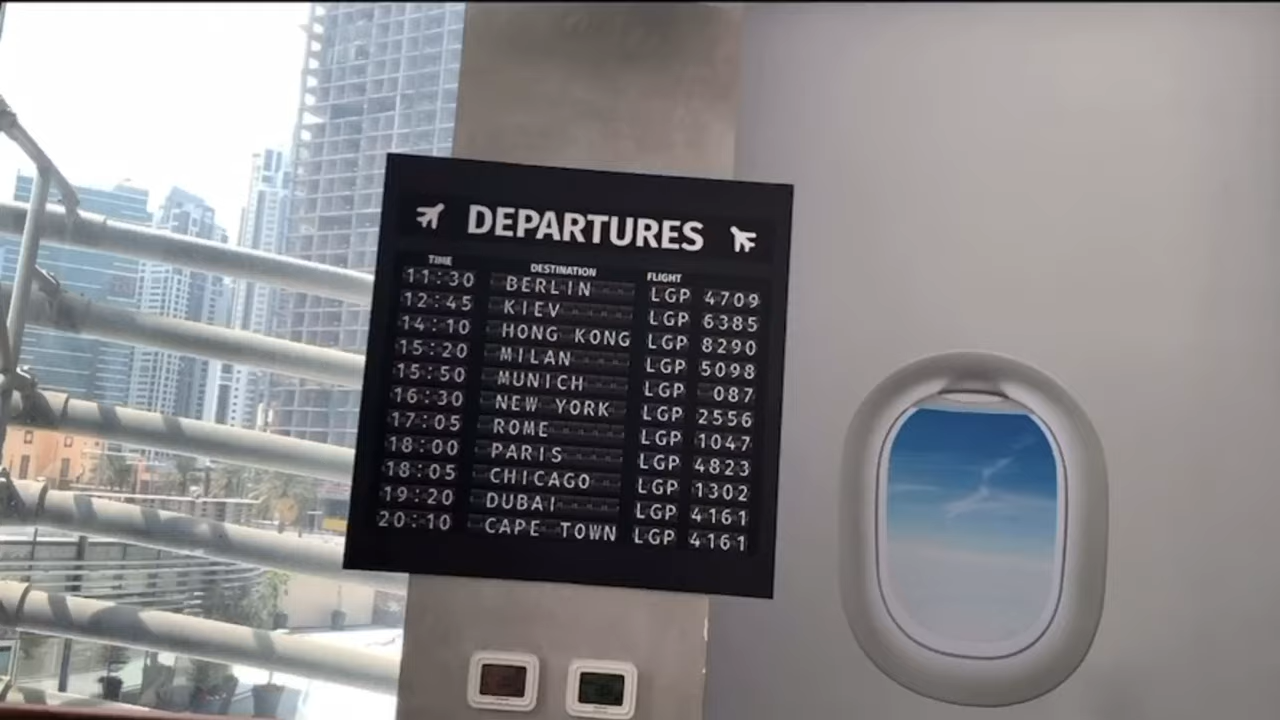 DEPARTURES
TIME DESTINATION FLIGHT
11:30 BERLIN LGP 4709
12:45 KIEV LGP 6385
14:10 HONG KONG LGP 8290
15:20 MILAN LGP 5098
15:50 MUNICH LGP 087
16:30 NEW YORK LGP 2556
17:05 ROME LGP 1047
18:00 PARIS LGP 4823
18:05 CHICAGO LGP 1302
19:20 DUBAI LGP 4161
20:10 CAPE TOWN LGP 4161